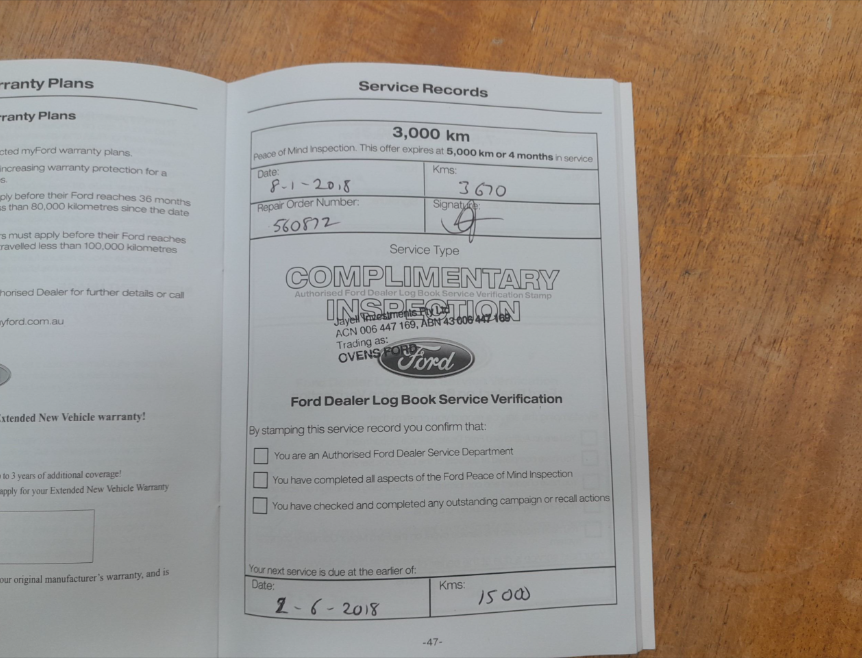 rranty Plans
rranty Plans
cted myFord warranty plans.
increasing warranty protection for a
s.
ply before their Ford reaches 36 months
s than 80,000 kilometres since the date
s must apply before their Ford reaches
ravelled less than 100,000 kilometres
horised Dealer for further details or call
yford.com.au
Extended New Vehicle warranty!
to 3 years of additional coverage!
apply for your Extended New Vehicle Warranty
our original manufacturer's warranty, and is
Service Records
3,000 km
Peace of Mind Inspection. This offer expires at 5,000 km or 4 months in service
Date: Kms:
8-1-2018 3670
Repair Order Number: Signature:
560872
Service Type
COMPLIMENTARY
Authorised Ford Dealer Log Book Service Verification Stamp
INSPECTION
Jayell Investments Pty Ltd
ACN 006 447 169, ABN 43 006 447 169
Trading as:
OVENS FORD
Ford
Ford Dealer Log Book Service Verification
By stamping this service record you confirm that:
You are an Authorised Ford Dealer Service Department
You have completed all aspects of the Ford Peace of Mind Inspection
You have checked and completed any outstanding campaign or recall actions
Your next service is due at the earlier of:
Date: Kms:
2-6-2018 15000
-47-